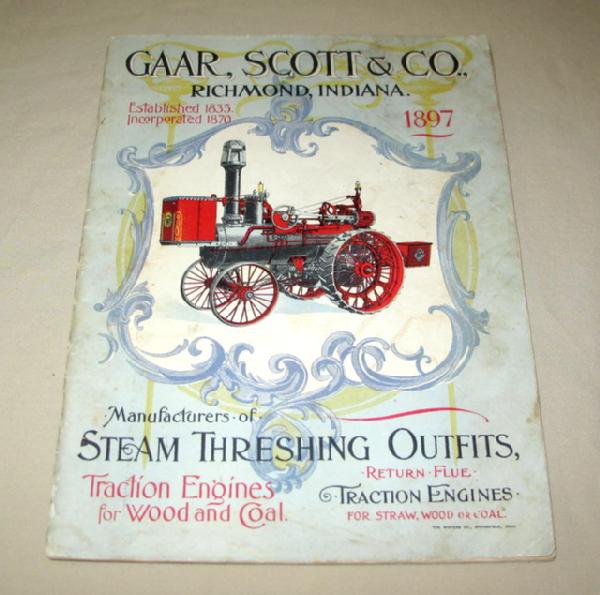 GAAR, SCOTT & CO.,
RICHMOND, INDIANA.
Established 1835.
Incorporated 1870
1897
·Manufacturers·of·
STEAM THRESHING OUTFITS,
Traction Engines
for Wood and Coal.
·RETURN·FLUE·
·TRACTION ENGINES·
FOR STRAW, WOOD OR COAL.